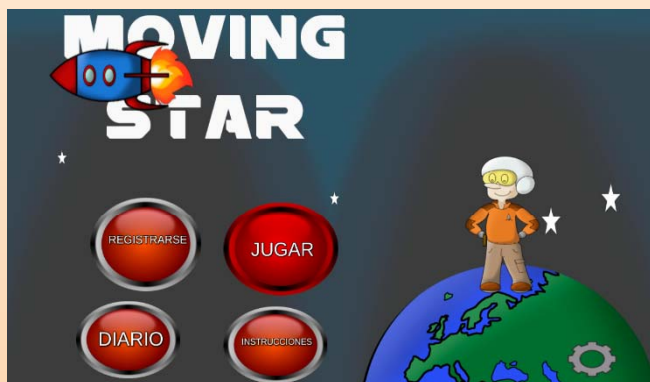 MOVING
STAR
REGISTRARSE
JUGAR
DIARIO
INSTRUCCIONES